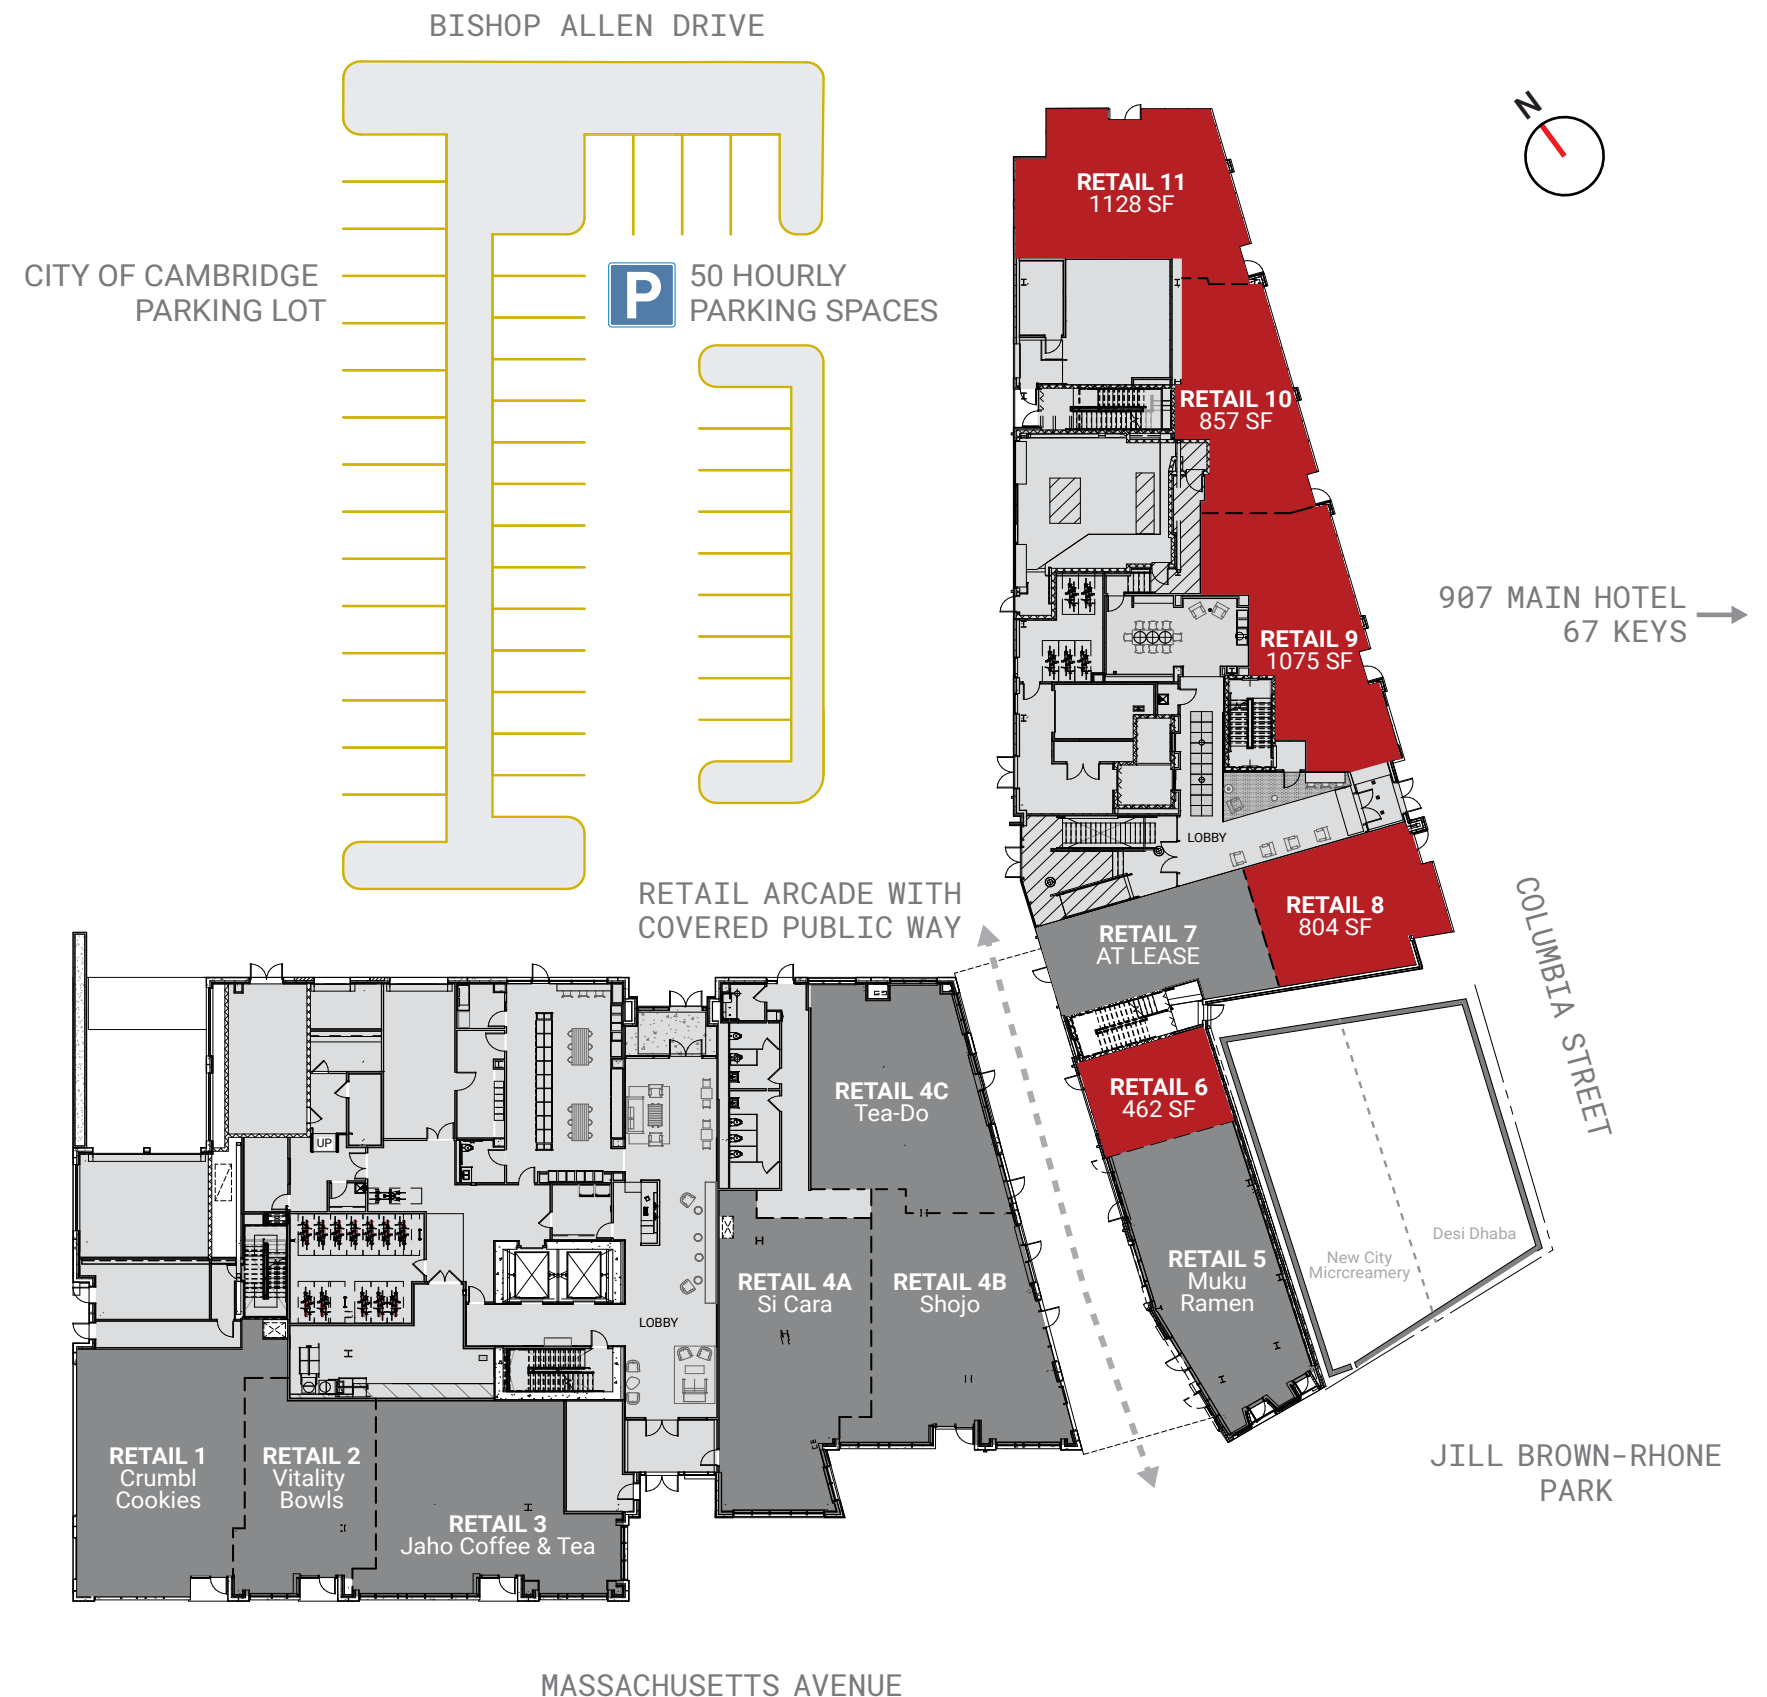 BISHOP ALLEN DRIVE
N
RETAIL 11
1128 SF
CITY OF CAMBRIDGE
PARKING LOT
P
50 HOURLY
PARKING SPACES
RETAIL 10
857 SF
907 MAIN HOTEL
67 KEYS
RETAIL 9
1075 SF
LOBBY
RETAIL ARCADE WITH
COVERED PUBLIC WAY
RETAIL 8
804 SF
RETAIL 7
AT LEASE
COLUMBIA STREET
RETAIL 6
462 SF
RETAIL 4C
Tea-Do
UP
Desi Dhaba
New City
Micrcreamery
RETAIL 5
Muku
Ramen
RETAIL 4A
Si Cara
RETAIL 4B
Shojo
LOBBY
RETAIL 1
Crumbl
Cookies
RETAIL 2
Vitality
Bowls
RETAIL 3
Jaho Coffee & Tea
JILL BROWN-RHONE
PARK
MASSACHUSETTS AVENUE